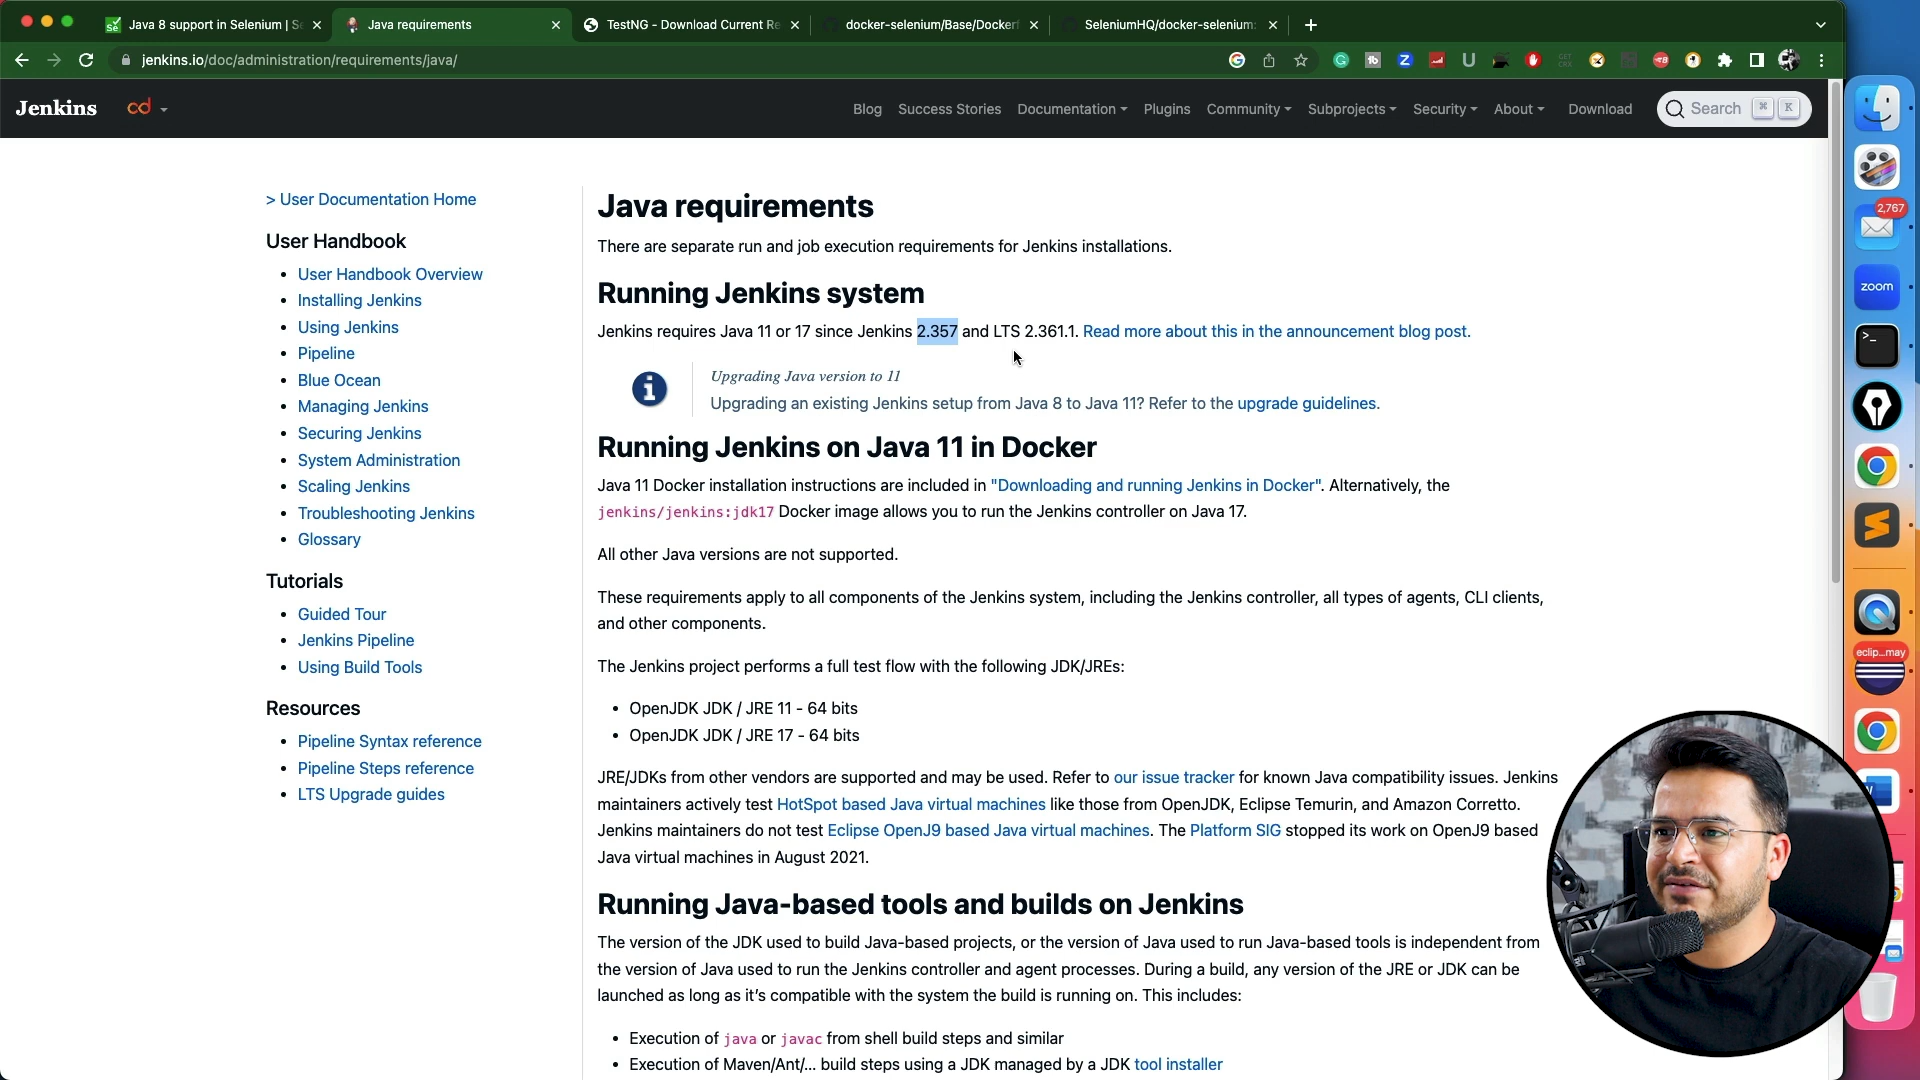 Java 8 support in Selenium | Se
Java requirements
TestNG - Download Current Re
docker-selenium/Base/Dockerf
SeleniumHQ/docker-selenium:
jenkins.io/doc/administration/requirements/java/
Jenkins
cd
Blog
Success Stories
Documentation
Plugins
Community
Subprojects
Security
About
Download
Search
⌘
K
> User Documentation Home
User Handbook
• User Handbook Overview
• Installing Jenkins
• Using Jenkins
• Pipeline
• Blue Ocean
• Managing Jenkins
• Securing Jenkins
• System Administration
• Scaling Jenkins
• Troubleshooting Jenkins
• Glossary
Tutorials
• Guided Tour
• Jenkins Pipeline
• Using Build Tools
Resources
• Pipeline Syntax reference
• Pipeline Steps reference
• LTS Upgrade guides
Java requirements
There are separate run and job execution requirements for Jenkins installations.
Running Jenkins system
Jenkins requires Java 11 or 17 since Jenkins 2.357 and LTS 2.361.1. Read more about this in the announcement blog post.
Upgrading Java version to 11
Upgrading an existing Jenkins setup from Java 8 to Java 11? Refer to the upgrade guidelines.
Running Jenkins on Java 11 in Docker
Java 11 Docker installation instructions are included in "Downloading and running Jenkins in Docker". Alternatively, the
jenkins/jenkins:jdk17 Docker image allows you to run the Jenkins controller on Java 17.
All other Java versions are not supported.
These requirements apply to all components of the Jenkins system, including the Jenkins controller, all types of agents, CLI clients,
and other components.
The Jenkins project performs a full test flow with the following JDK/JREs:
• OpenJDK JDK / JRE 11 - 64 bits
• OpenJDK JDK / JRE 17 - 64 bits
JRE/JDKs from other vendors are supported and may be used. Refer to our issue tracker for known Java compatibility issues. Jenkins
maintainers actively test HotSpot based Java virtual machines like those from OpenJDK, Eclipse Temurin, and Amazon Corretto.
Jenkins maintainers do not test Eclipse OpenJ9 based Java virtual machines. The Platform SIG stopped its work on OpenJ9 based
Java virtual machines in August 2021.
Running Java-based tools and builds on Jenkins
The version of the JDK used to build Java-based projects, or the version of Java used to run Java-based tools is independent from
the version of Java used to run the Jenkins controller and agent processes. During a build, any version of the JRE or JDK can be
launched as long as it's compatible with the system the build is running on. This includes:
• Execution of java or javac from shell build steps and similar
• Execution of Maven/Ant/... build steps using a JDK managed by a JDK tool installer
2,767
zoom
>_
eclip...may